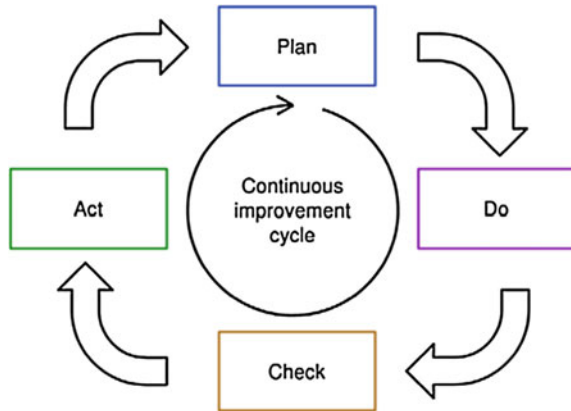 Plan
Do
Check
Act
Continuous
improvement
cycle